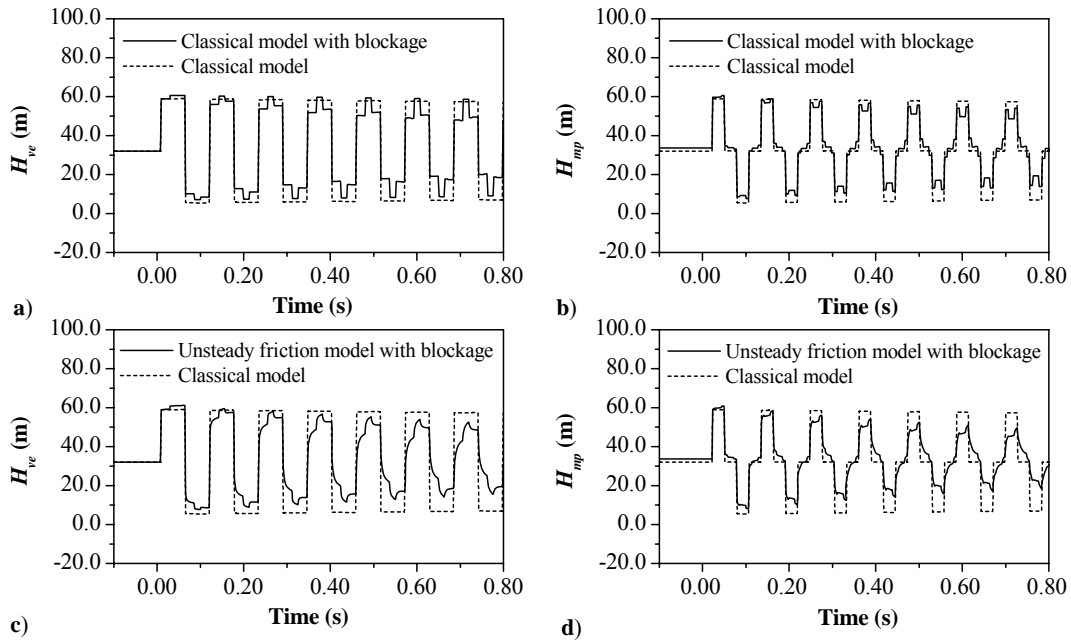 100.0
80.0
60.0
40.0
20.0
0.0
-20.0
H_ve (m)
Classical model with blockage
Classical model
0.00 0.20 0.40 0.60 0.80
Time (s)
a)
100.0
80.0
60.0
40.0
20.0
0.0
-20.0
H_mp (m)
Classical model with blockage
Classical model
0.00 0.20 0.40 0.60 0.80
Time (s)
b)
100.0
80.0
60.0
40.0
20.0
0.0
-20.0
H_ve (m)
Unsteady friction model with blockage
Classical model
0.00 0.20 0.40 0.60 0.80
Time (s)
c)
100.0
80.0
60.0
40.0
20.0
0.0
-20.0
H_mp (m)
Unsteady friction model with blockage
Classical model
0.00 0.20 0.40 0.60 0.80
Time (s)
d)